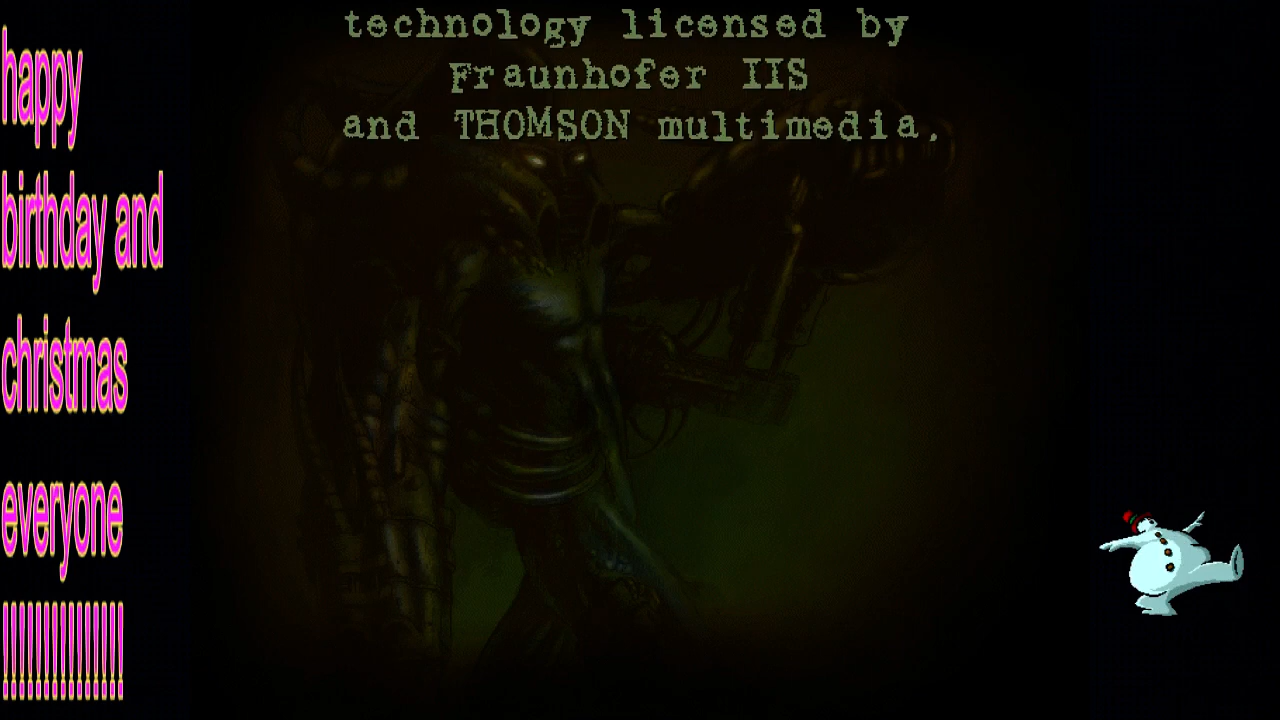 technology licensed by
Fraunhofer IIS
and THOMSON multimedia.
happy
birthday and
christmas
everyone
!!!!!!!!!!!!!!!